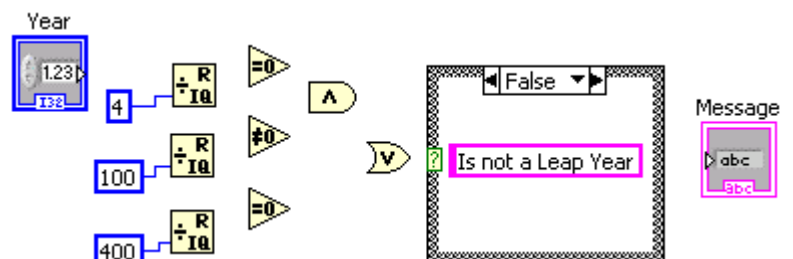 Year
1.23
I32
4
÷ R IQ
=0
∧
False
Message
100
÷ R IQ
≠0
∨
?
Is not a Leap Year
abc
abc
400
÷ R IQ
=0